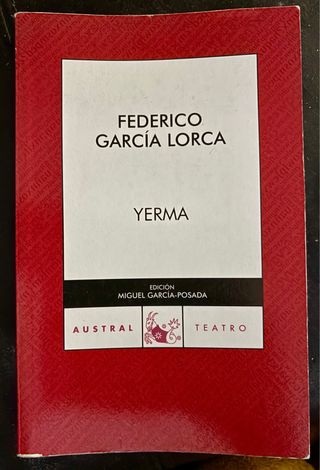 FEDERICO
GARCÍA LORCA
YERMA
EDICIÓN
MIGUEL GARCÍA-POSADA
AUSTRAL TEATRO